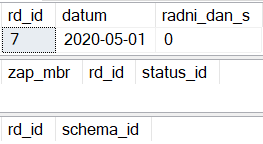 rd_id datum radni_dan_s
7 2020-05-01 0
zap_mbr rd_id status_id
rd_id schema_id